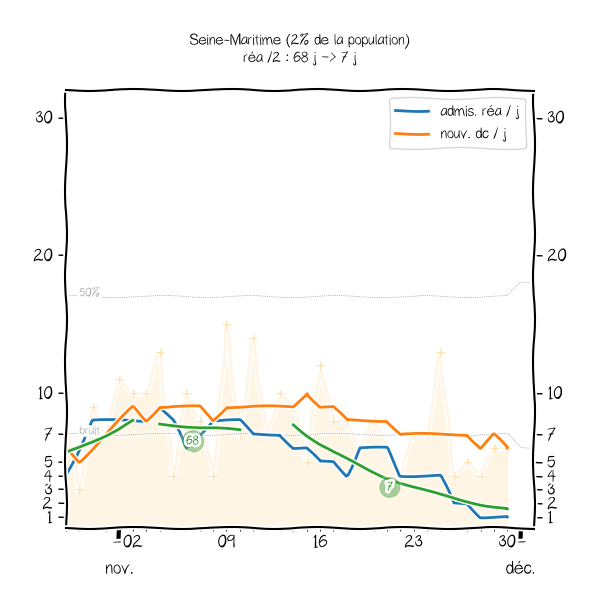 Seine-Maritime (2% de la population)
réa /2 : 68 j -> 7 j
admis. réa / j
nouv. dc / j
30 30
20 20
50%
10 10
bruit
7 7
5 5
4 4
3 3
2 2
1 1
68
7
02 09 16 23 30
nov. déc.